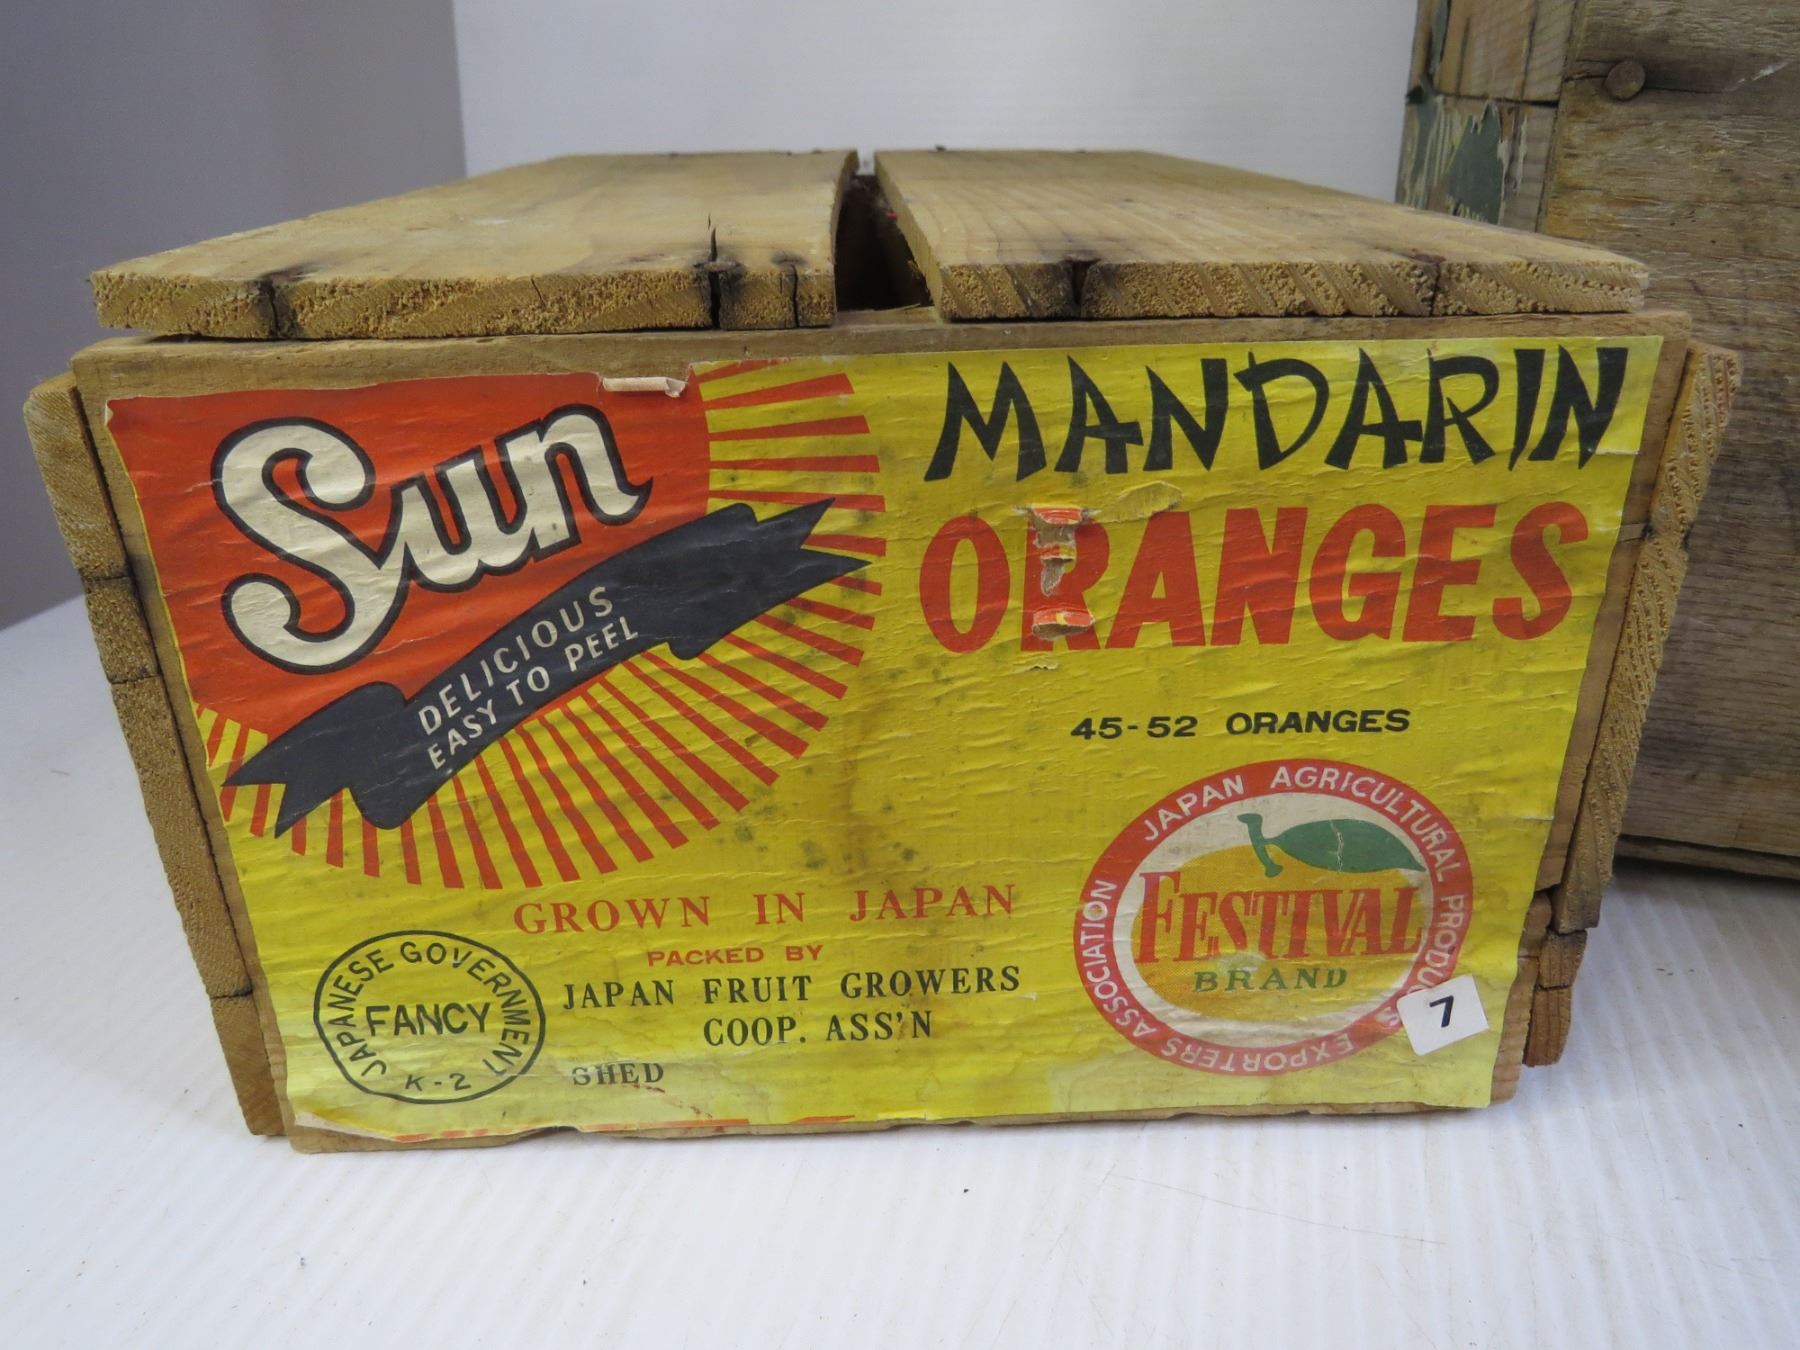 Sun
DELICIOUS
EASY TO PEEL
MANDARIN
ORANGES
45-52 ORANGES
GROWN IN JAPAN
PACKED BY
JAPAN FRUIT GROWERS
COOP. ASS'N
SHED
JAPANESE GOVERNMENT
FANCY
K-2
JAPAN AGRICULTURAL PRODUCTS EXPORTERS ASSOCIATION
FESTIVAL
BRAND
7